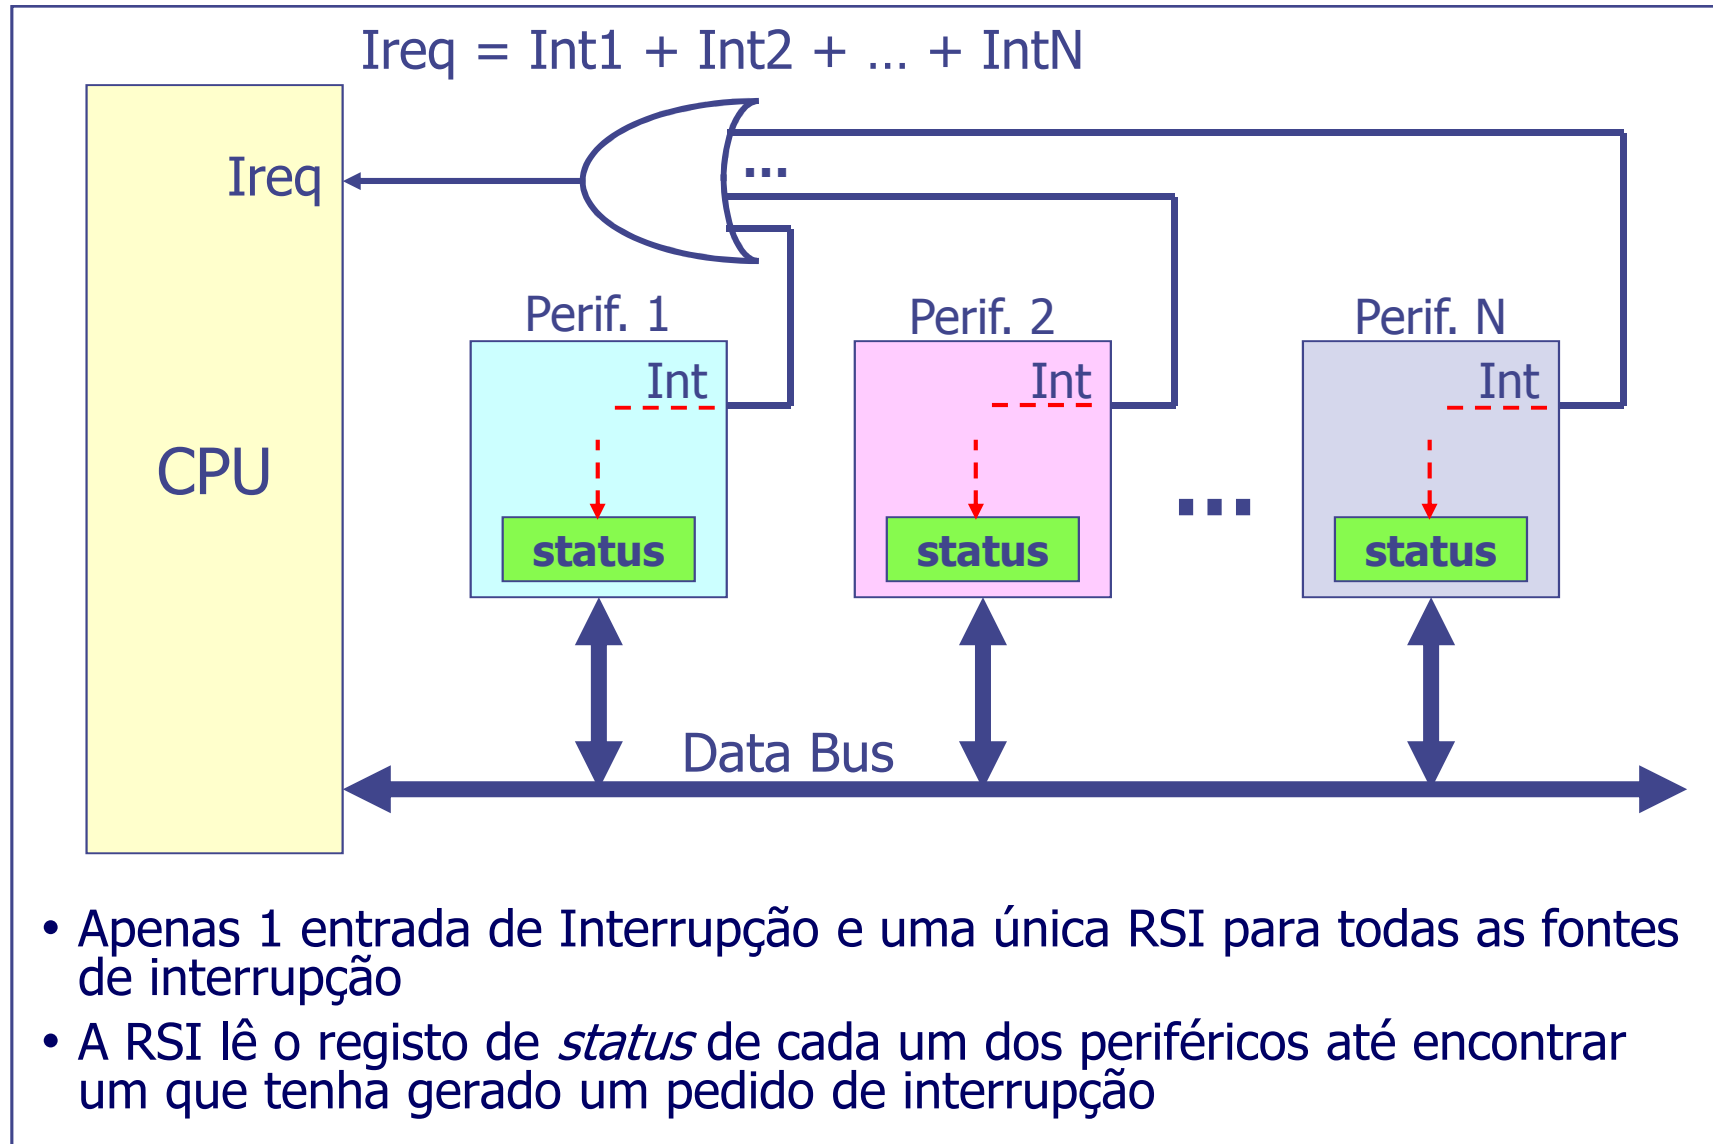 Ireq = Int1 + Int2 + ... + IntN
Ireq
...
Perif. 1
Perif. 2
Perif. N
Int
Int
Int
CPU
...
status
status
status
Data Bus
• Apenas 1 entrada de Interrupção e uma única RSI para todas as fontes
de interrupção
• A RSI lê o registo de status de cada um dos periféricos até encontrar
um que tenha gerado um pedido de interrupção